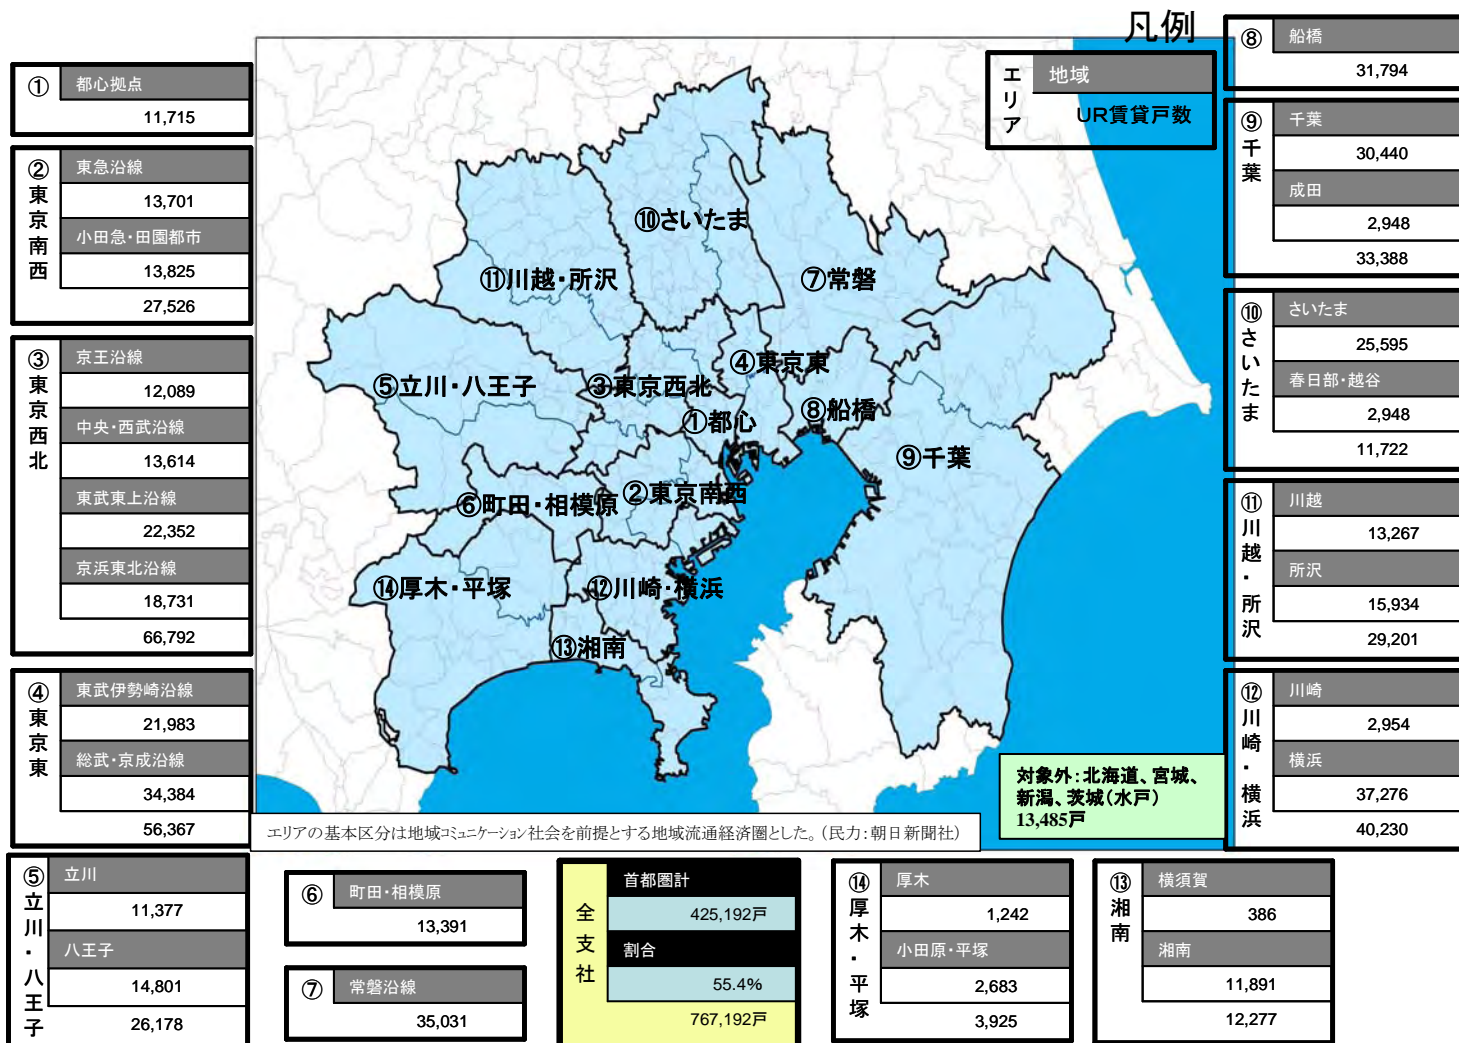 凡例
エリア
地域
UR賃貸戸数
①
都心拠点
11,715
②東京南西
東急沿線
13,701
小田急・田園都市
13,825
27,526
③東京西北
京王沿線
12,089
中央・西武沿線
13,614
東武東上沿線
22,352
京浜東北沿線
18,731
66,792
④東京東
東武伊勢崎沿線
21,983
総武・京成沿線
34,384
56,367
⑤立川・八王子
立川
11,377
八王子
14,801
26,178
⑥
町田・相模原
13,391
⑦
常磐沿線
35,031
⑧
船橋
31,794
⑨千葉
千葉
30,440
成田
2,948
33,388
⑩さいたま
さいたま
25,595
春日部・越谷
2,948
11,722
⑪川越・所沢
川越
13,267
所沢
15,934
29,201
⑫川崎・横浜
川崎
2,954
横浜
37,276
40,230
⑬湘南
横須賀
386
湘南
11,891
12,277
⑭厚木・平塚
厚木
1,242
小田原・平塚
2,683
3,925
全支社
首都圏計
425,192戸
割合
55.4%
767,192戸
⑩さいたま
⑪川越・所沢
⑦常磐
④東京東
⑤立川・八王子
③東京西北
⑧船橋
①都心
⑨千葉
⑥町田・相模原
②東京南西
⑭厚木・平塚
⑫川崎・横浜
⑬湘南
対象外：北海道、宮城、
新潟、茨城（水戸）
13,485戸
エリアの基本区分は地域コミュニケーション社会を前提とする地域流通経済圏とした。（民力：朝日新聞社）